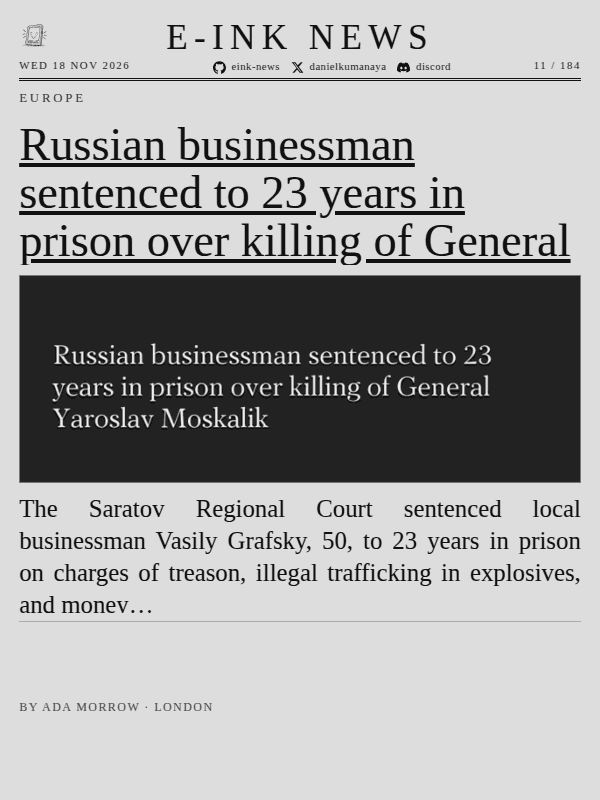 E-INK NEWS
WED 18 NOV 2026
eink-news danielkumanaya discord
11 / 184
EUROPE
Russian businessman
sentenced to 23 years in
prison over killing of General
Russian businessman sentenced to 23
years in prison over killing of General
Yaroslav Moskalik
The Saratov Regional Court sentenced local
businessman Vasily Grafsky, 50, to 23 years in prison
on charges of treason, illegal trafficking in explosives,
and monev…
BY ADA MORROW · LONDON